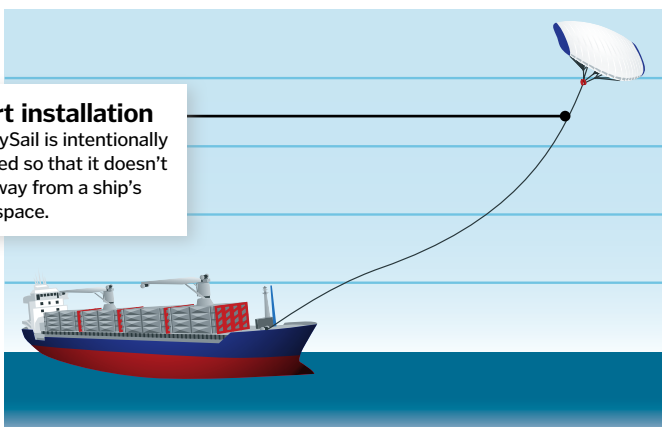 rt installation
ySail is intentionally
ed so that it doesn't
way from a ship's
space.